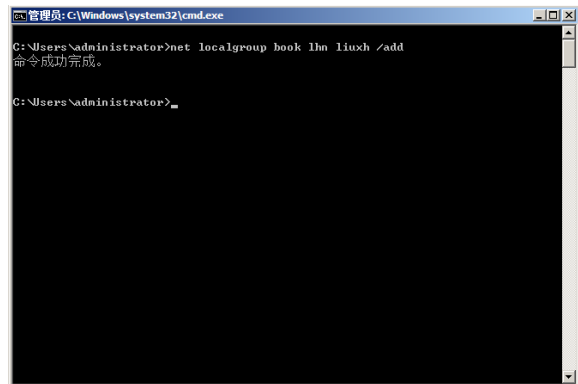 管理员: C:\Windows\system32\cmd.exe
C:\Users\administrator>net localgroup book lhn liuxh /add
命令成功完成。
C:\Users\administrator>